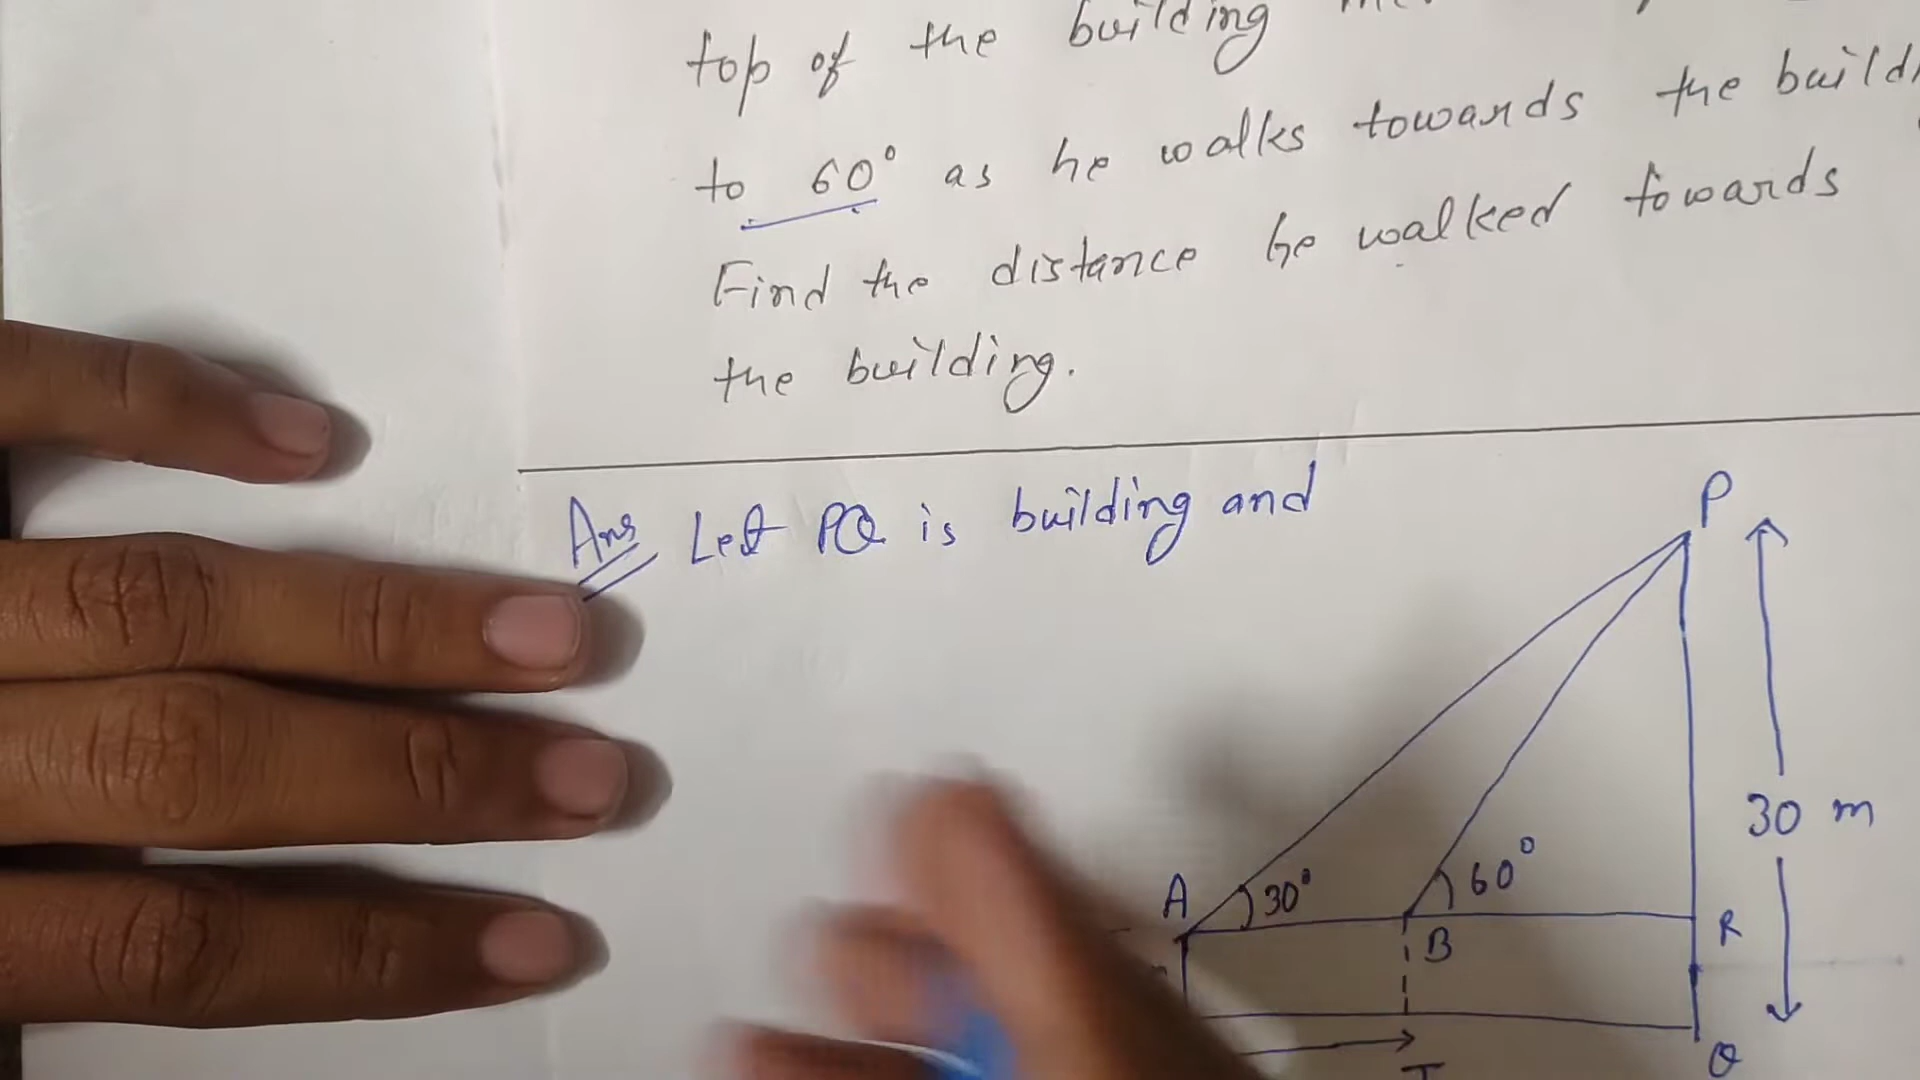 top of the building
to 60° as he walks towards the
Find the distance he walked towards
the building.
Ans Let PQ is building and
P
30 m
A 30° 60°
B R
Q